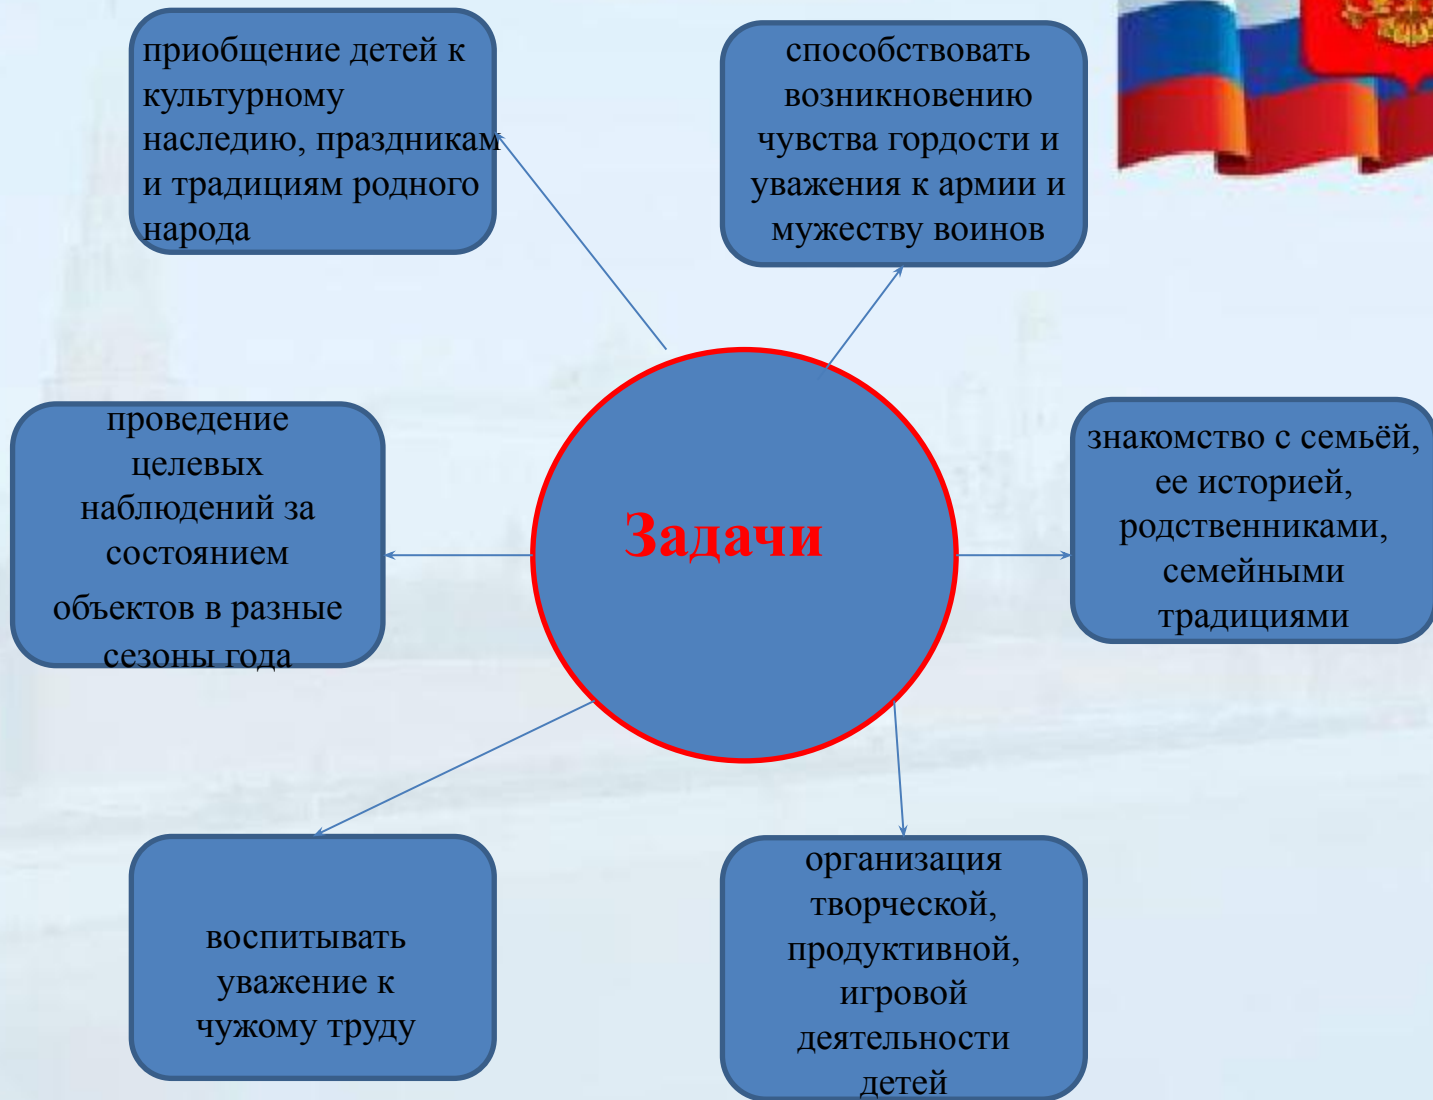 приобщение детей к
культурному
наследию, праздникам
и традициям родного
народа
способствовать
возникновению
чувства гордости и
уважения к армии и
мужеству воинов
проведение
целевых
наблюдений за
состоянием
объектов в разные
сезоны года
Задачи
знакомство с семьёй,
ее историей,
родственниками,
семейными
традициями
воспитывать
уважение к
чужому труду
организация
творческой,
продуктивной,
игровой
деятельности
детей